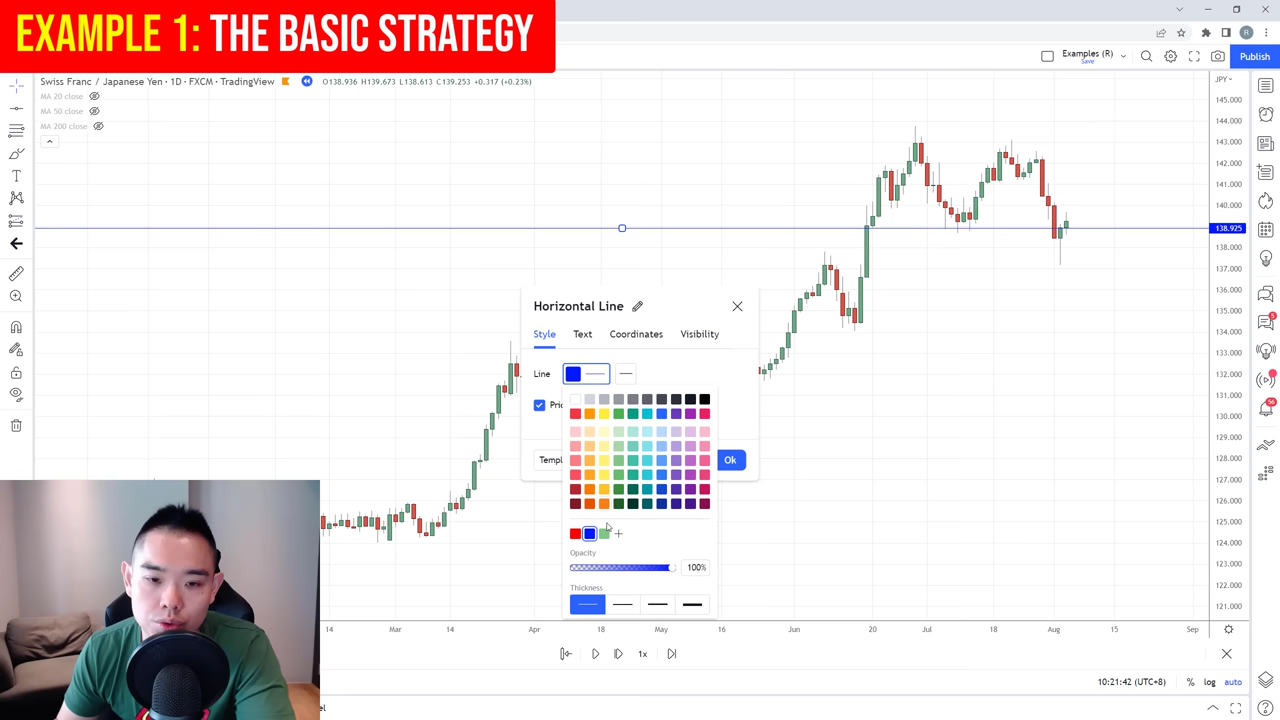 EXAMPLE 1: THE BASIC STRATEGY
Examples (R)
Save
Publish
Swiss Franc / Japanese Yen · 1D · FXCM · TradingView
O138.936 H139.673 L138.613 C139.253 +0.317 (+0.23%)
JPY
MA 20 close
MA 50 close
MA 200 close
145.000
144.000
143.000
142.000
141.000
140.000
138.925
138.000
137.000
136.000
135.000
134.000
133.000
132.000
131.000
130.000
129.000
128.000
127.000
126.000
125.000
124.000
123.000
122.000
121.000
Horizontal Line
Style Text Coordinates Visibility
Line
Pric
Templ
Ok
Opacity
100%
Thickness
14 Mar 14 Apr 18 May 16 Jun 20 Jul 18 Aug 15 Sep
1x
10:21:42 (UTC+8) % log auto